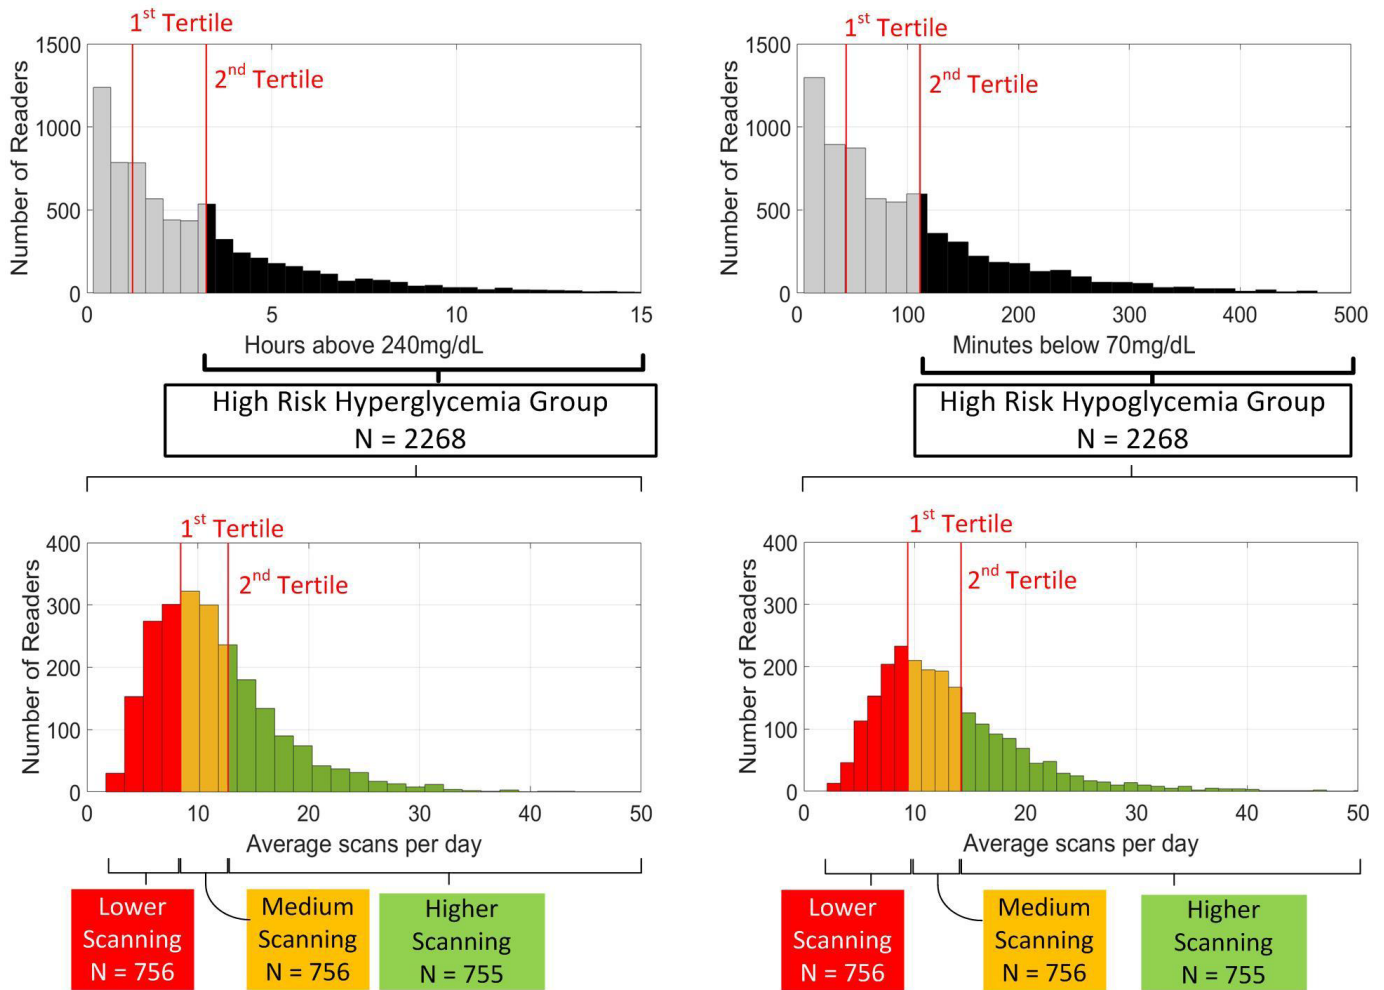 1st Tertile
2nd Tertile
1500
1000
500
0
Number of Readers
0 5 10 15
Hours above 240mg/dL
High Risk Hyperglycemia Group
N = 2268
1st Tertile
2nd Tertile
1500
1000
500
0
Number of Readers
0 100 200 300 400 500
Minutes below 70mg/dL
High Risk Hypoglycemia Group
N = 2268
1st Tertile
2nd Tertile
400
300
200
100
0
Number of Readers
0 10 20 30 40 50
Average scans per day
Lower
Scanning
N = 756
Medium
Scanning
N = 756
Higher
Scanning
N = 755
1st Tertile
2nd Tertile
400
300
200
100
0
Number of Readers
0 10 20 30 40 50
Average scans per day
Lower
Scanning
N = 756
Medium
Scanning
N = 756
Higher
Scanning
N = 755